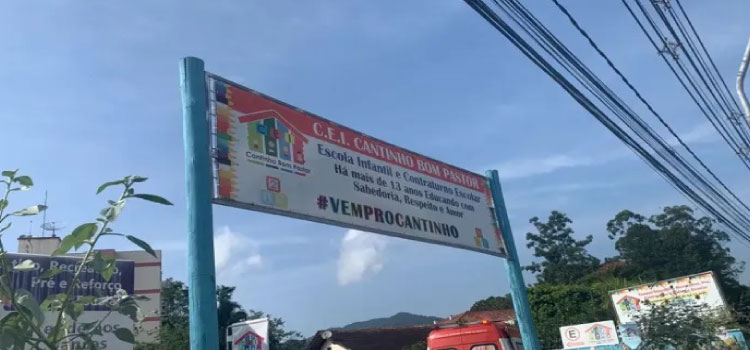 C.E.I. CANTINHO BOM PASTOR
Escola Infantil e Contraturno Escolar
Há mais de 13 anos Educando com
Sabedoria, Respeito e Amor
#VEMPROCANTINHO
Cantinho Bom Pastor
Pré e Reforço
E